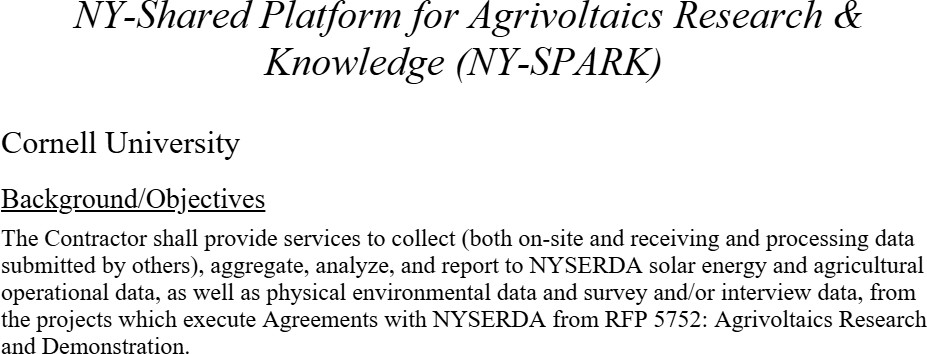 NY-Shared Platform for Agrivoltaics Research &
Knowledge (NY-SPARK)
Cornell University
Background/Objectives
The Contractor shall provide services to collect (both on-site and receiving and processing data
submitted by others), aggregate, analyze, and report to NYSERDA solar energy and agricultural
operational data, as well as physical environmental data and survey and/or interview data, from
the projects which execute Agreements with NYSERDA from RFP 5752: Agrivoltaics Research
and Demonstration.